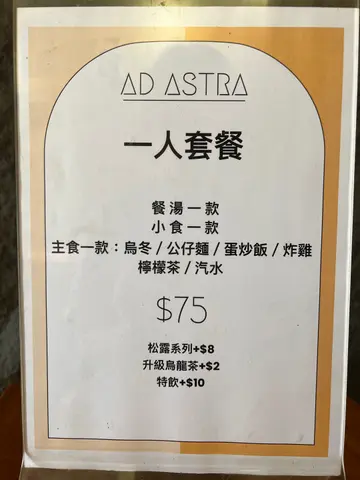 AD ASTRA
一人套餐
餐湯一款
小食一款
主食一款：烏冬 / 公仔麵 / 蛋炒飯 / 炸雞
檸檬茶 / 汽水
$75
松露系列+$8
升級烏龍茶+$2
特飲+$10